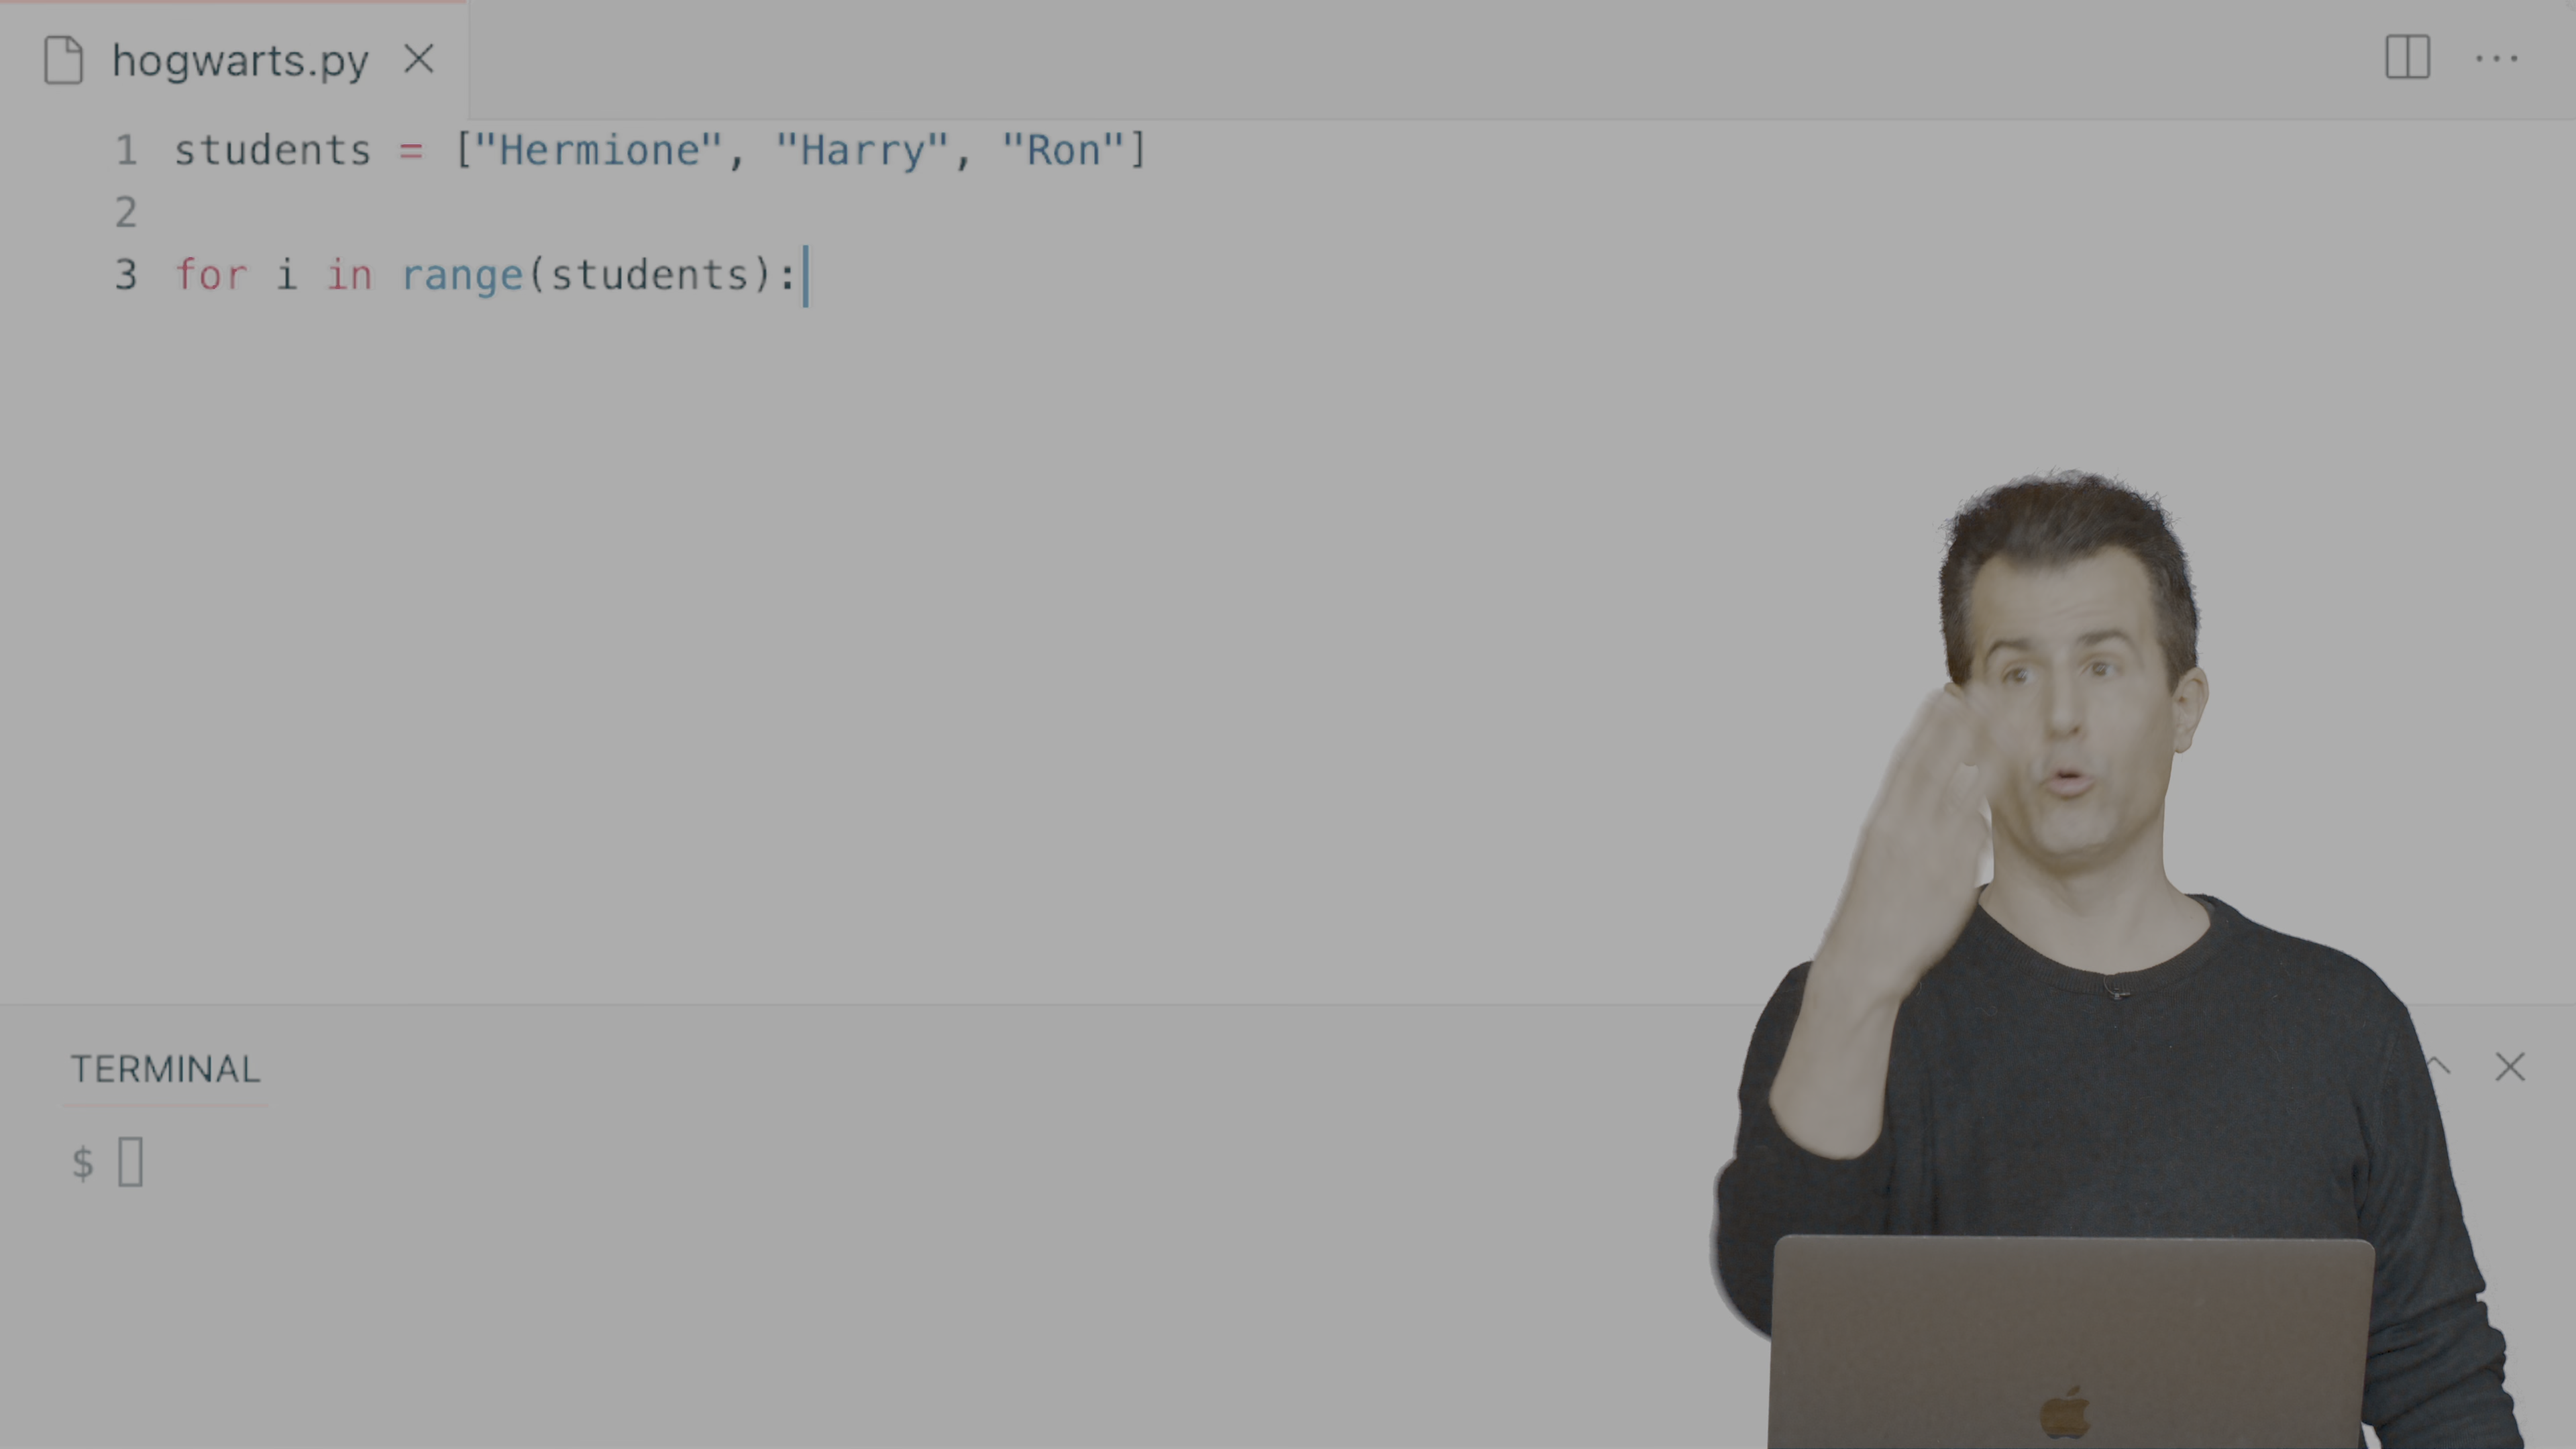 hogwarts.py
1 students = ["Hermione", "Harry", "Ron"]
2
3 for i in range(students):
TERMINAL
$